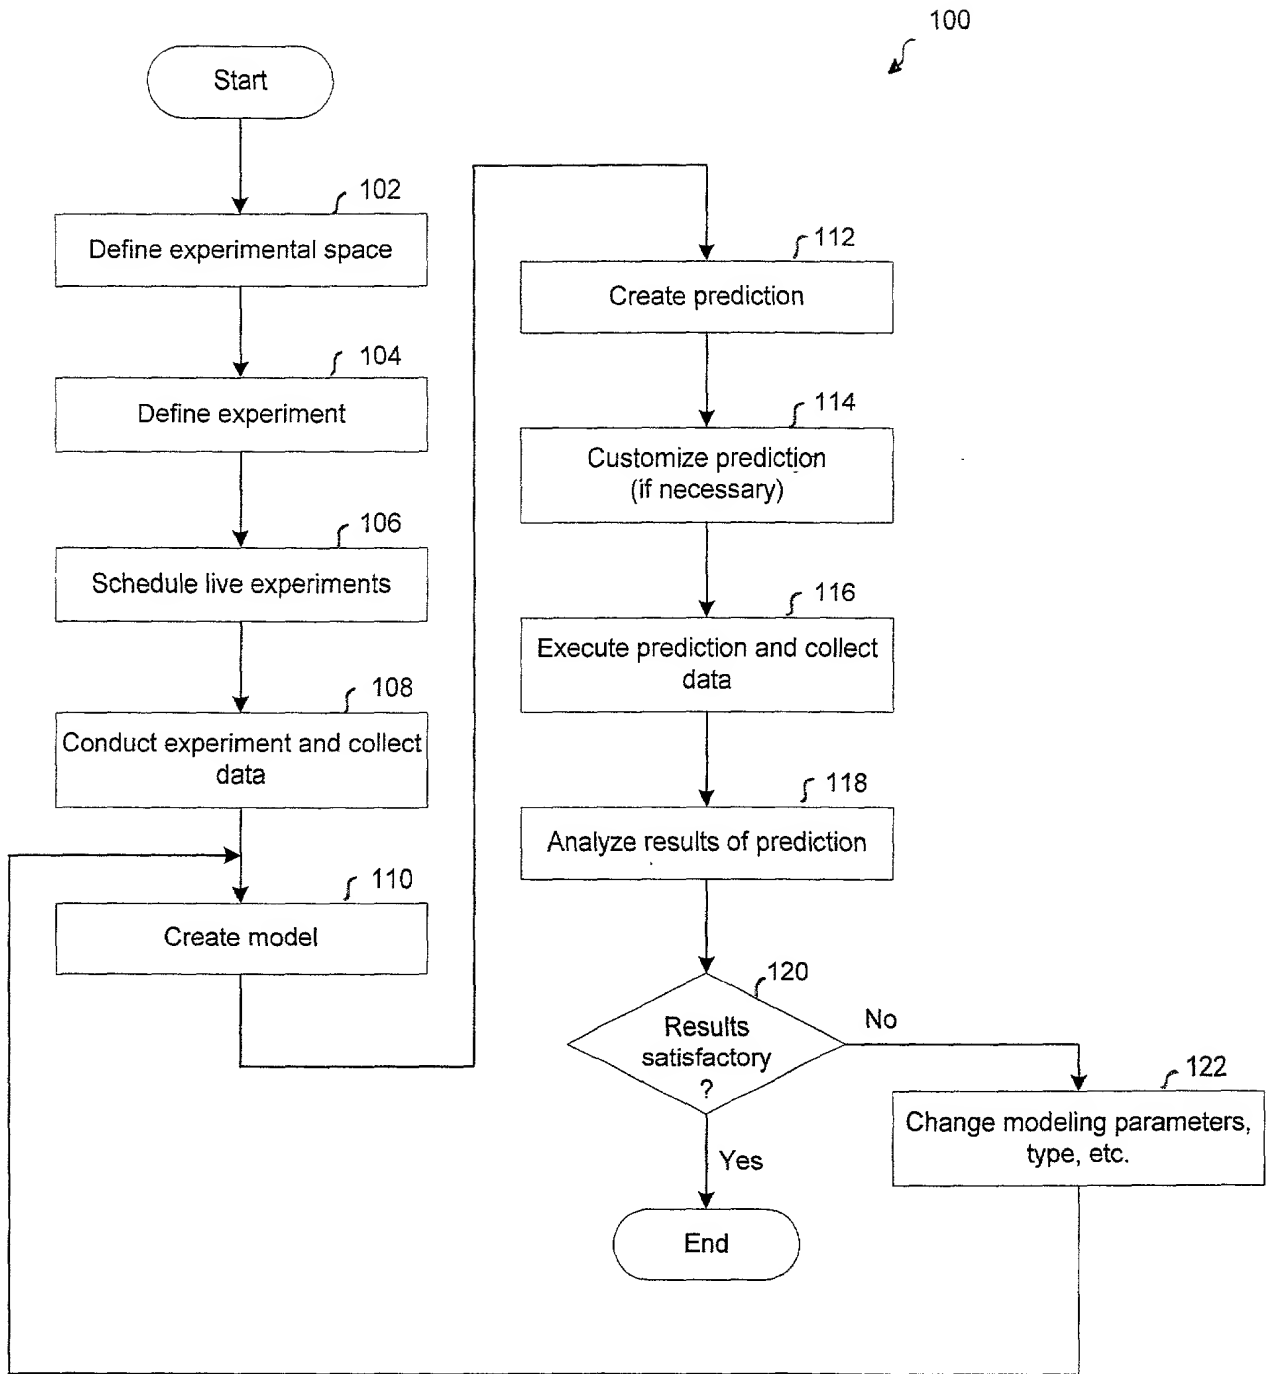 100
Start
102
Define experimental space
104
Define experiment
106
Schedule live experiments
108
Conduct experiment and collect
data
110
Create model
112
Create prediction
114
Customize prediction
(if necessary)
116
Execute prediction and collect
data
118
Analyze results of prediction
120
Results
satisfactory
?
No
Yes
122
Change modeling parameters,
type, etc.
End